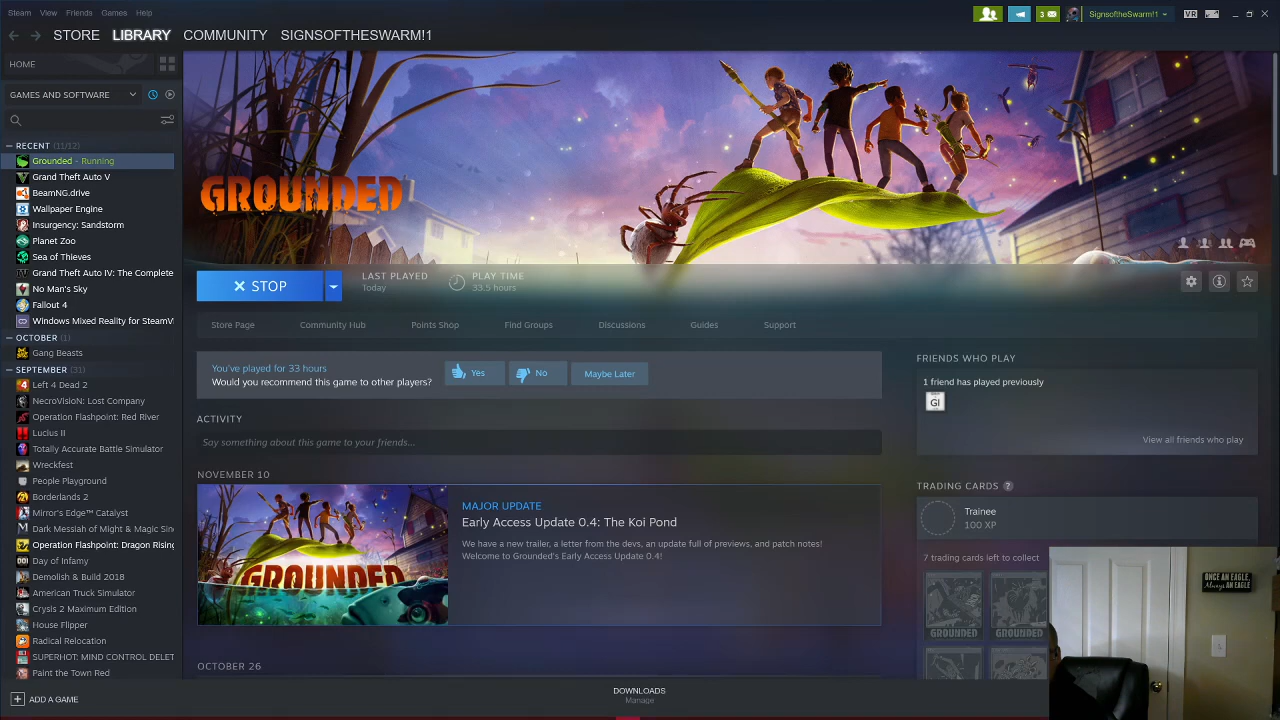 Steam View Friends Games Help
3 SignsoftheSwarm!1 VR
STORE LIBRARY COMMUNITY SIGNSOFTHESWARM!1
HOME
GAMES AND SOFTWARE
RECENT (11/12)
Grounded - Running
Grand Theft Auto V
BeamNG.drive
Wallpaper Engine
Insurgency: Sandstorm
Planet Zoo
Sea of Thieves
Grand Theft Auto IV: The Complete
No Man's Sky
Fallout 4
Windows Mixed Reality for SteamV
OCTOBER (1)
Gang Beasts
SEPTEMBER (31)
Left 4 Dead 2
NecroVisioN: Lost Company
Operation Flashpoint: Red River
Lucius II
Totally Accurate Battle Simulator
Wreckfest
People Playground
Borderlands 2
Mirror's Edge™ Catalyst
Dark Messiah of Might & Magic Sin
Operation Flashpoint: Dragon Rising
Day of Infamy
Demolish & Build 2018
American Truck Simulator
Crysis 2 Maximum Edition
House Flipper
Radical Relocation
SUPERHOT: MIND CONTROL DELET
Paint the Town Red
ADD A GAME
GROUNDED
STOP
LAST PLAYED
Today
PLAY TIME
33.5 hours
Store Page Community Hub Points Shop Find Groups Discussions Guides Support
You've played for 33 hours
Would you recommend this game to other players?
Yes No Maybe Later
ACTIVITY
Say something about this game to your friends...
NOVEMBER 10
GROUNDED
MAJOR UPDATE
Early Access Update 0.4: The Koi Pond
We have a new trailer, a letter from the devs, an update full of previews, and patch notes!
Welcome to Grounded's Early Access Update 0.4!
OCTOBER 26
FRIENDS WHO PLAY
1 friend has played previously
GI
View all friends who play
TRADING CARDS ?
Trainee
100 XP
7 trading cards left to collect
GROUNDED GROUNDED
ONCE AN EAGLE,
Always AN EAGLE
DOWNLOADS
Manage